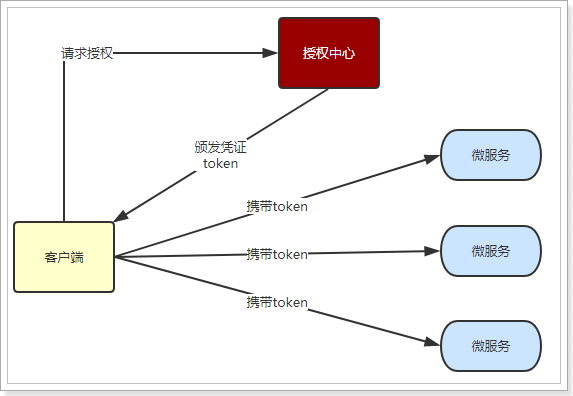 请求授权
授权中心
颁发凭证
token
微服务
携带token
客户端
携带token
微服务
携带token
微服务